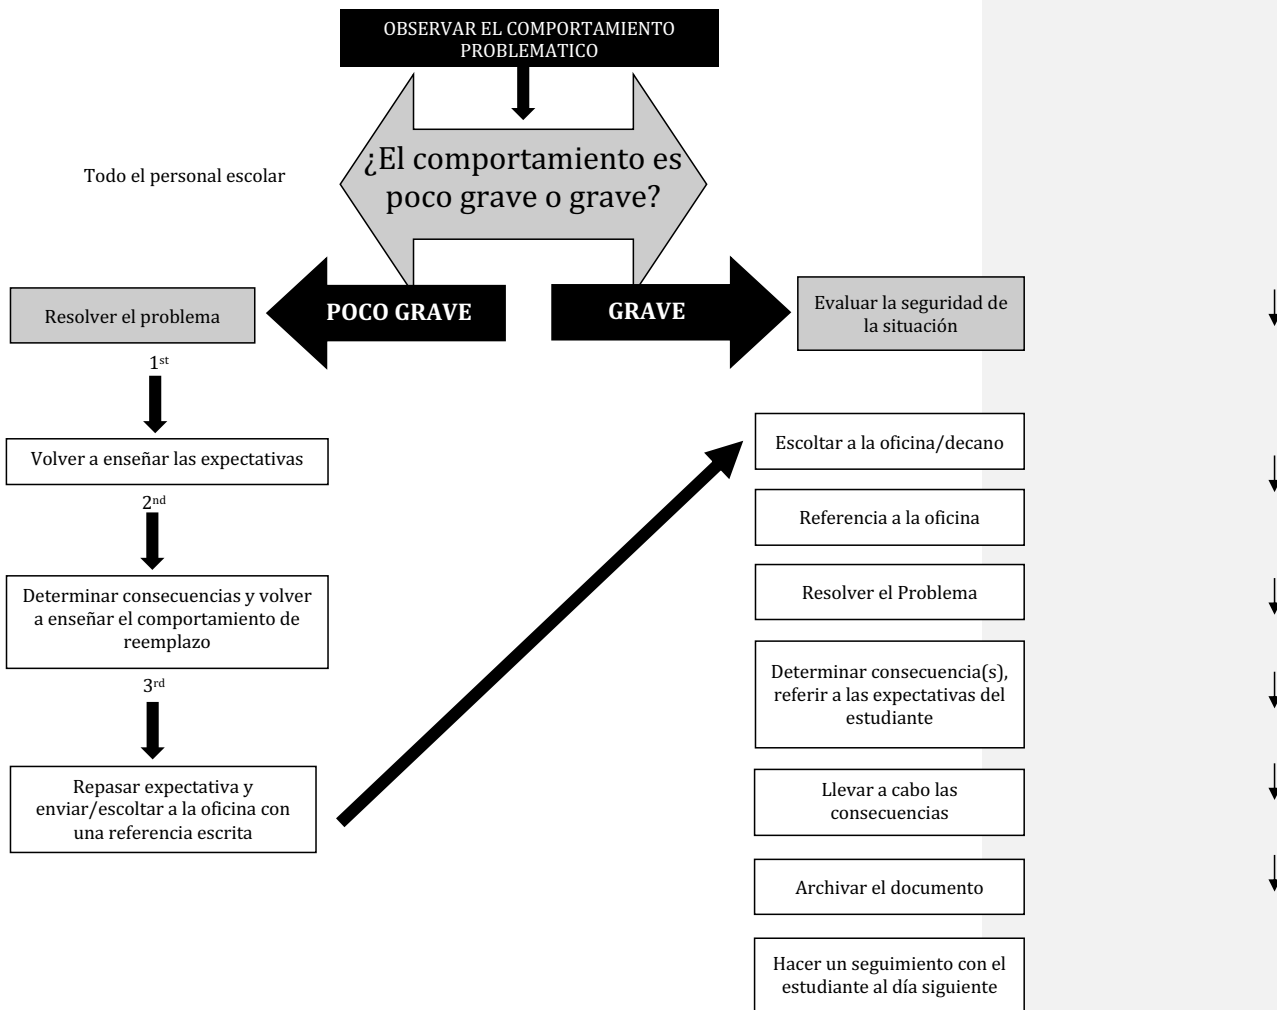 OBSERVAR EL COMPORTAMIENTO
PROBLEMATICO
¿El comportamiento es
poco grave o grave?
Todo el personal escolar
POCO GRAVE
GRAVE
Resolver el problema
1st
Volver a enseñar las expectativas
2nd
Determinar consecuencias y volver
a enseñar el comportamiento de
reemplazo
3rd
Repasar expectativa y
enviar/escoltar a la oficina con
una referencia escrita
Evaluar la seguridad de
la situación
Escoltar a la oficina/decano
Referencia a la oficina
Resolver el Problema
Determinar consecuencia(s),
referir a las expectativas del
estudiante
Llevar a cabo las
consecuencias
Archivar el documento
Hacer un seguimiento con el
estudiante al día siguiente